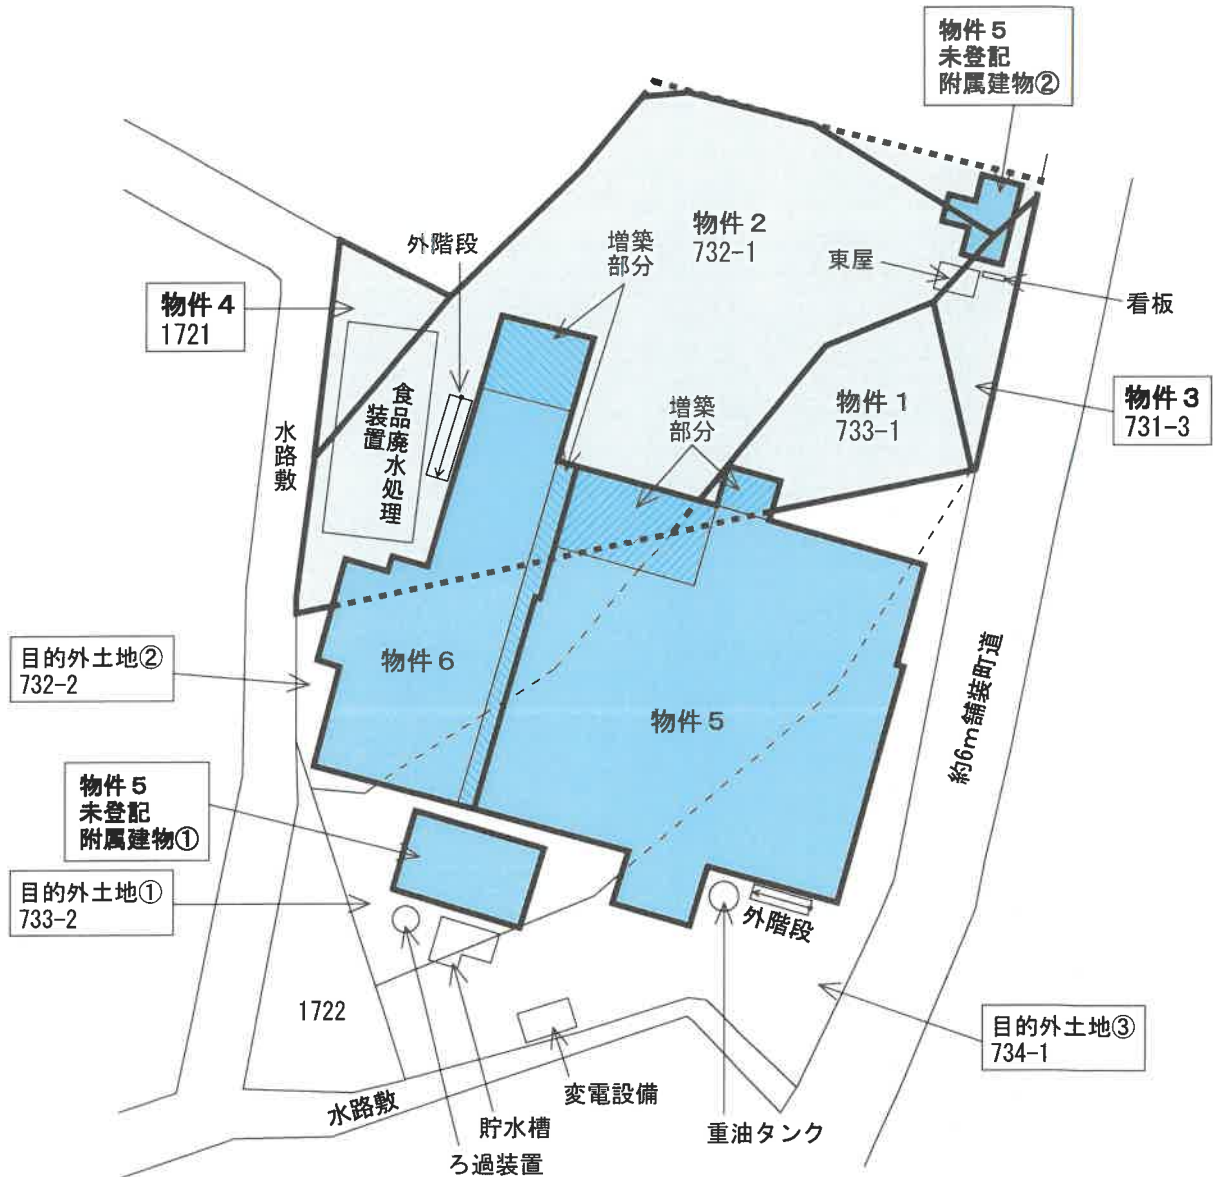 物件５
未登記
附属建物②
物件２
732-1
外階段
増築
部分
東屋
看板
物件４
1721
物件１
733-1
物件３
731-3
増築
部分
食品廃水処理
装置
水路敷
目的外土地②
732-2
物件６
物件５
約6m舗装町道
物件５
未登記
附属建物①
目的外土地①
733-2
外階段
1722
目的外土地③
734-1
変電設備
水路敷
貯水槽
重油タンク
ろ過装置